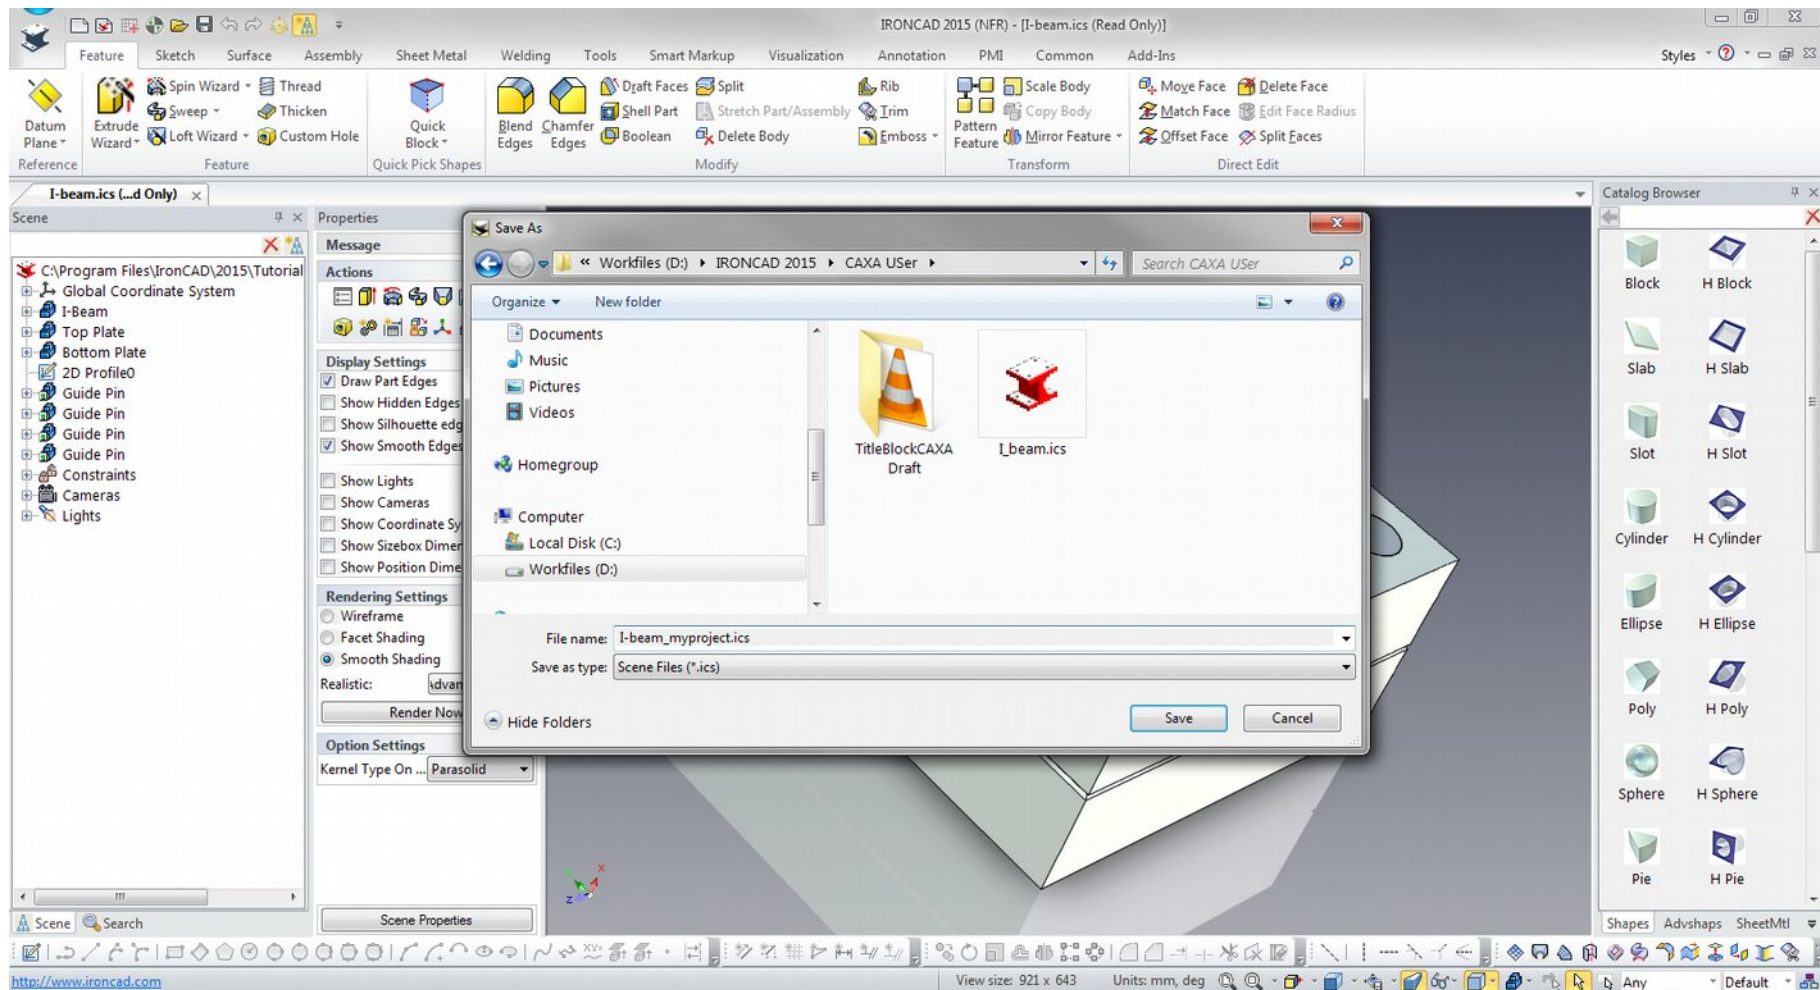 IRONCAD 2015 (NFR) - [I-beam.ics (Read Only)]
Feature Sketch Surface Assembly Sheet Metal Welding Tools Smart Markup Visualization Annotation PMI Common Add-Ins Styles
Datum Plane
Extrude Wizard
Spin Wizard
Sweep
Loft Wizard
Thread
Thicken
Custom Hole
Quick Block
Blend Edges
Chamfer Edges
Draft Faces
Shell Part
Boolean
Split
Stretch Part/Assembly
Delete Body
Rib
Trim
Emboss
Pattern Feature
Scale Body
Copy Body
Mirror Feature
Move Face
Match Face
Offset Face
Delete Face
Edit Face Radius
Split Faces
Reference Feature Quick Pick Shapes Modify Transform Direct Edit
I-beam.ics (...d Only)
Scene
C:\Program Files\IronCAD\2015\Tutorial
Global Coordinate System
I-Beam
Top Plate
Bottom Plate
2D Profile0
Guide Pin
Guide Pin
Guide Pin
Guide Pin
Constraints
Cameras
Lights
Scene Search
Properties
Message
Actions
Display Settings
Draw Part Edges
Show Hidden Edges
Show Silhouette edg
Show Smooth Edges
Show Lights
Show Cameras
Show Coordinate Sy
Show Sizebox Dimen
Show Position Dime
Rendering Settings
Wireframe
Facet Shading
Smooth Shading
Realistic:
Render Now
Option Settings
Kernel Type On ... Parasolid
Scene Properties
Save As
« Workfiles (D:) IRONCAD 2015 CAXA USer
Search CAXA USer
Organize New folder
Documents
Music
Pictures
Videos
Homegroup
Computer
Local Disk (C:)
Workfiles (D:)
TitleBlockCAXA
Draft
I_beam.ics
File name: I-beam_myproject.ics
Save as type: Scene Files (*.ics)
Hide Folders
Save Cancel
X
Z
Catalog Browser
Block H Block
Slab H Slab
Slot H Slot
Cylinder H Cylinder
Ellipse H Ellipse
Poly H Poly
Sphere H Sphere
Pie H Pie
Shapes Advshaps SheetMtl
http://www.ironcad.com
View size: 921 x 643 Units: mm, deg
Any Default